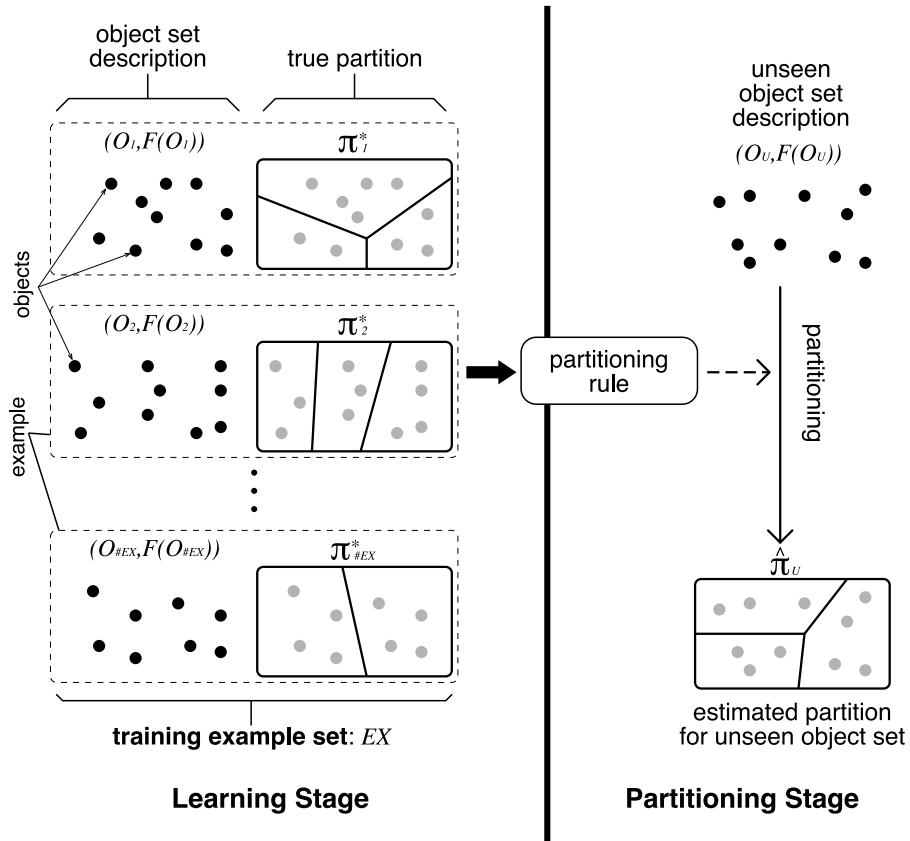 object set
description
true partition
(O1,F(O1))
π*1
objects
(O2,F(O2))
π*2
example
(O#EX,F(O#EX))
π*#EX
training example set: EX
Learning Stage
partitioning
rule
unseen
object set
description
(OU,F(OU))
partitioning
π̂U
estimated partition
for unseen object set
Partitioning Stage